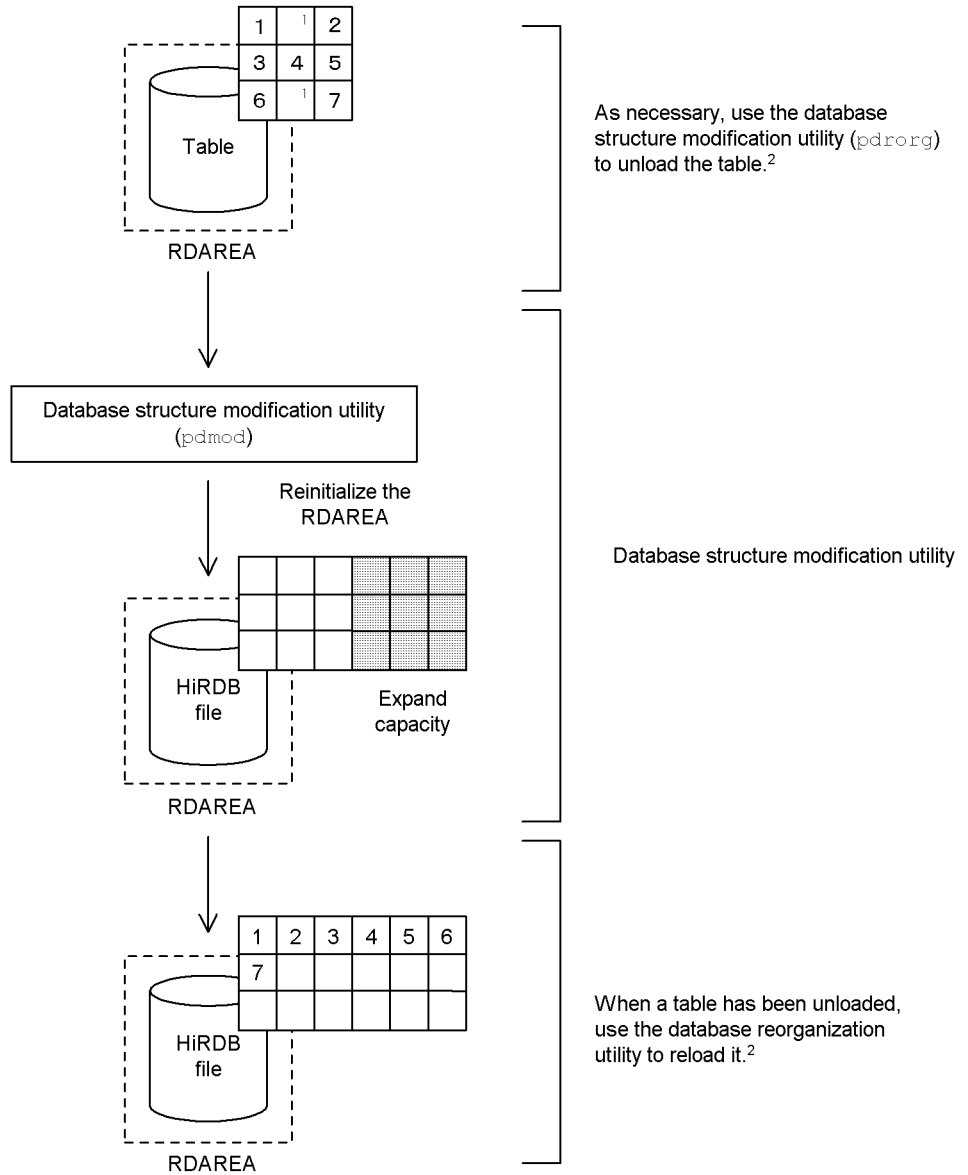 1 1 2
3 4 5
6 1 7
Table
RDAREA
As necessary, use the database
structure modification utility (pdrorg)
to unload the table.2
Database structure modification utility
(pdmod)
Reinitialize the
RDAREA
HiRDB
file
Expand
capacity
RDAREA
Database structure modification utility
1 2 3 4 5 6
7
HiRDB
file
RDAREA
When a table has been unloaded,
use the database reorganization
utility to reload it.2